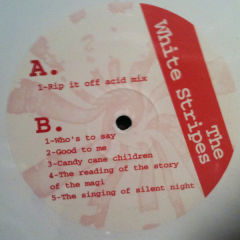 A.
1-Rip it off acid mix
B.
1-Who's to say
2-Good to me
3-Candy cane children
4-The reading of the story
of the magi
5-The singing of silent night
The
White Stripes